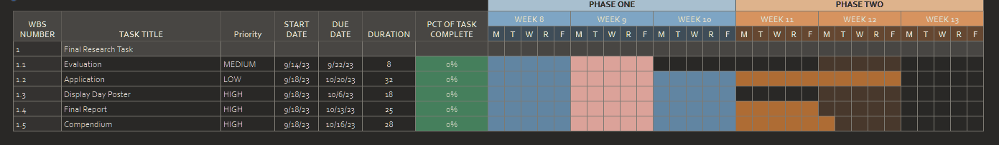 PHASE ONE PHASE TWO
WEEK 8 WEEK 9 WEEK 10 WEEK 11 WEEK 12 WEEK 13
WBS NUMBER TASK TITLE Priority START DATE DUE DATE DURATION PCT OF TASK COMPLETE M T W R F M T W R F M T W R F M T W R F M T W R F M T W R F
1 Final Research Task
1.1 Evaluation MEDIUM 9/14/23 9/22/23 8 0%
1.2 Application LOW 9/18/23 10/20/23 32 0%
1.3 Display Day Poster HIGH 9/18/23 10/6/23 18 0%
1.4 Final Report HIGH 9/18/23 10/13/23 25 0%
1.5 Compendium HIGH 9/18/23 10/16/23 28 0%